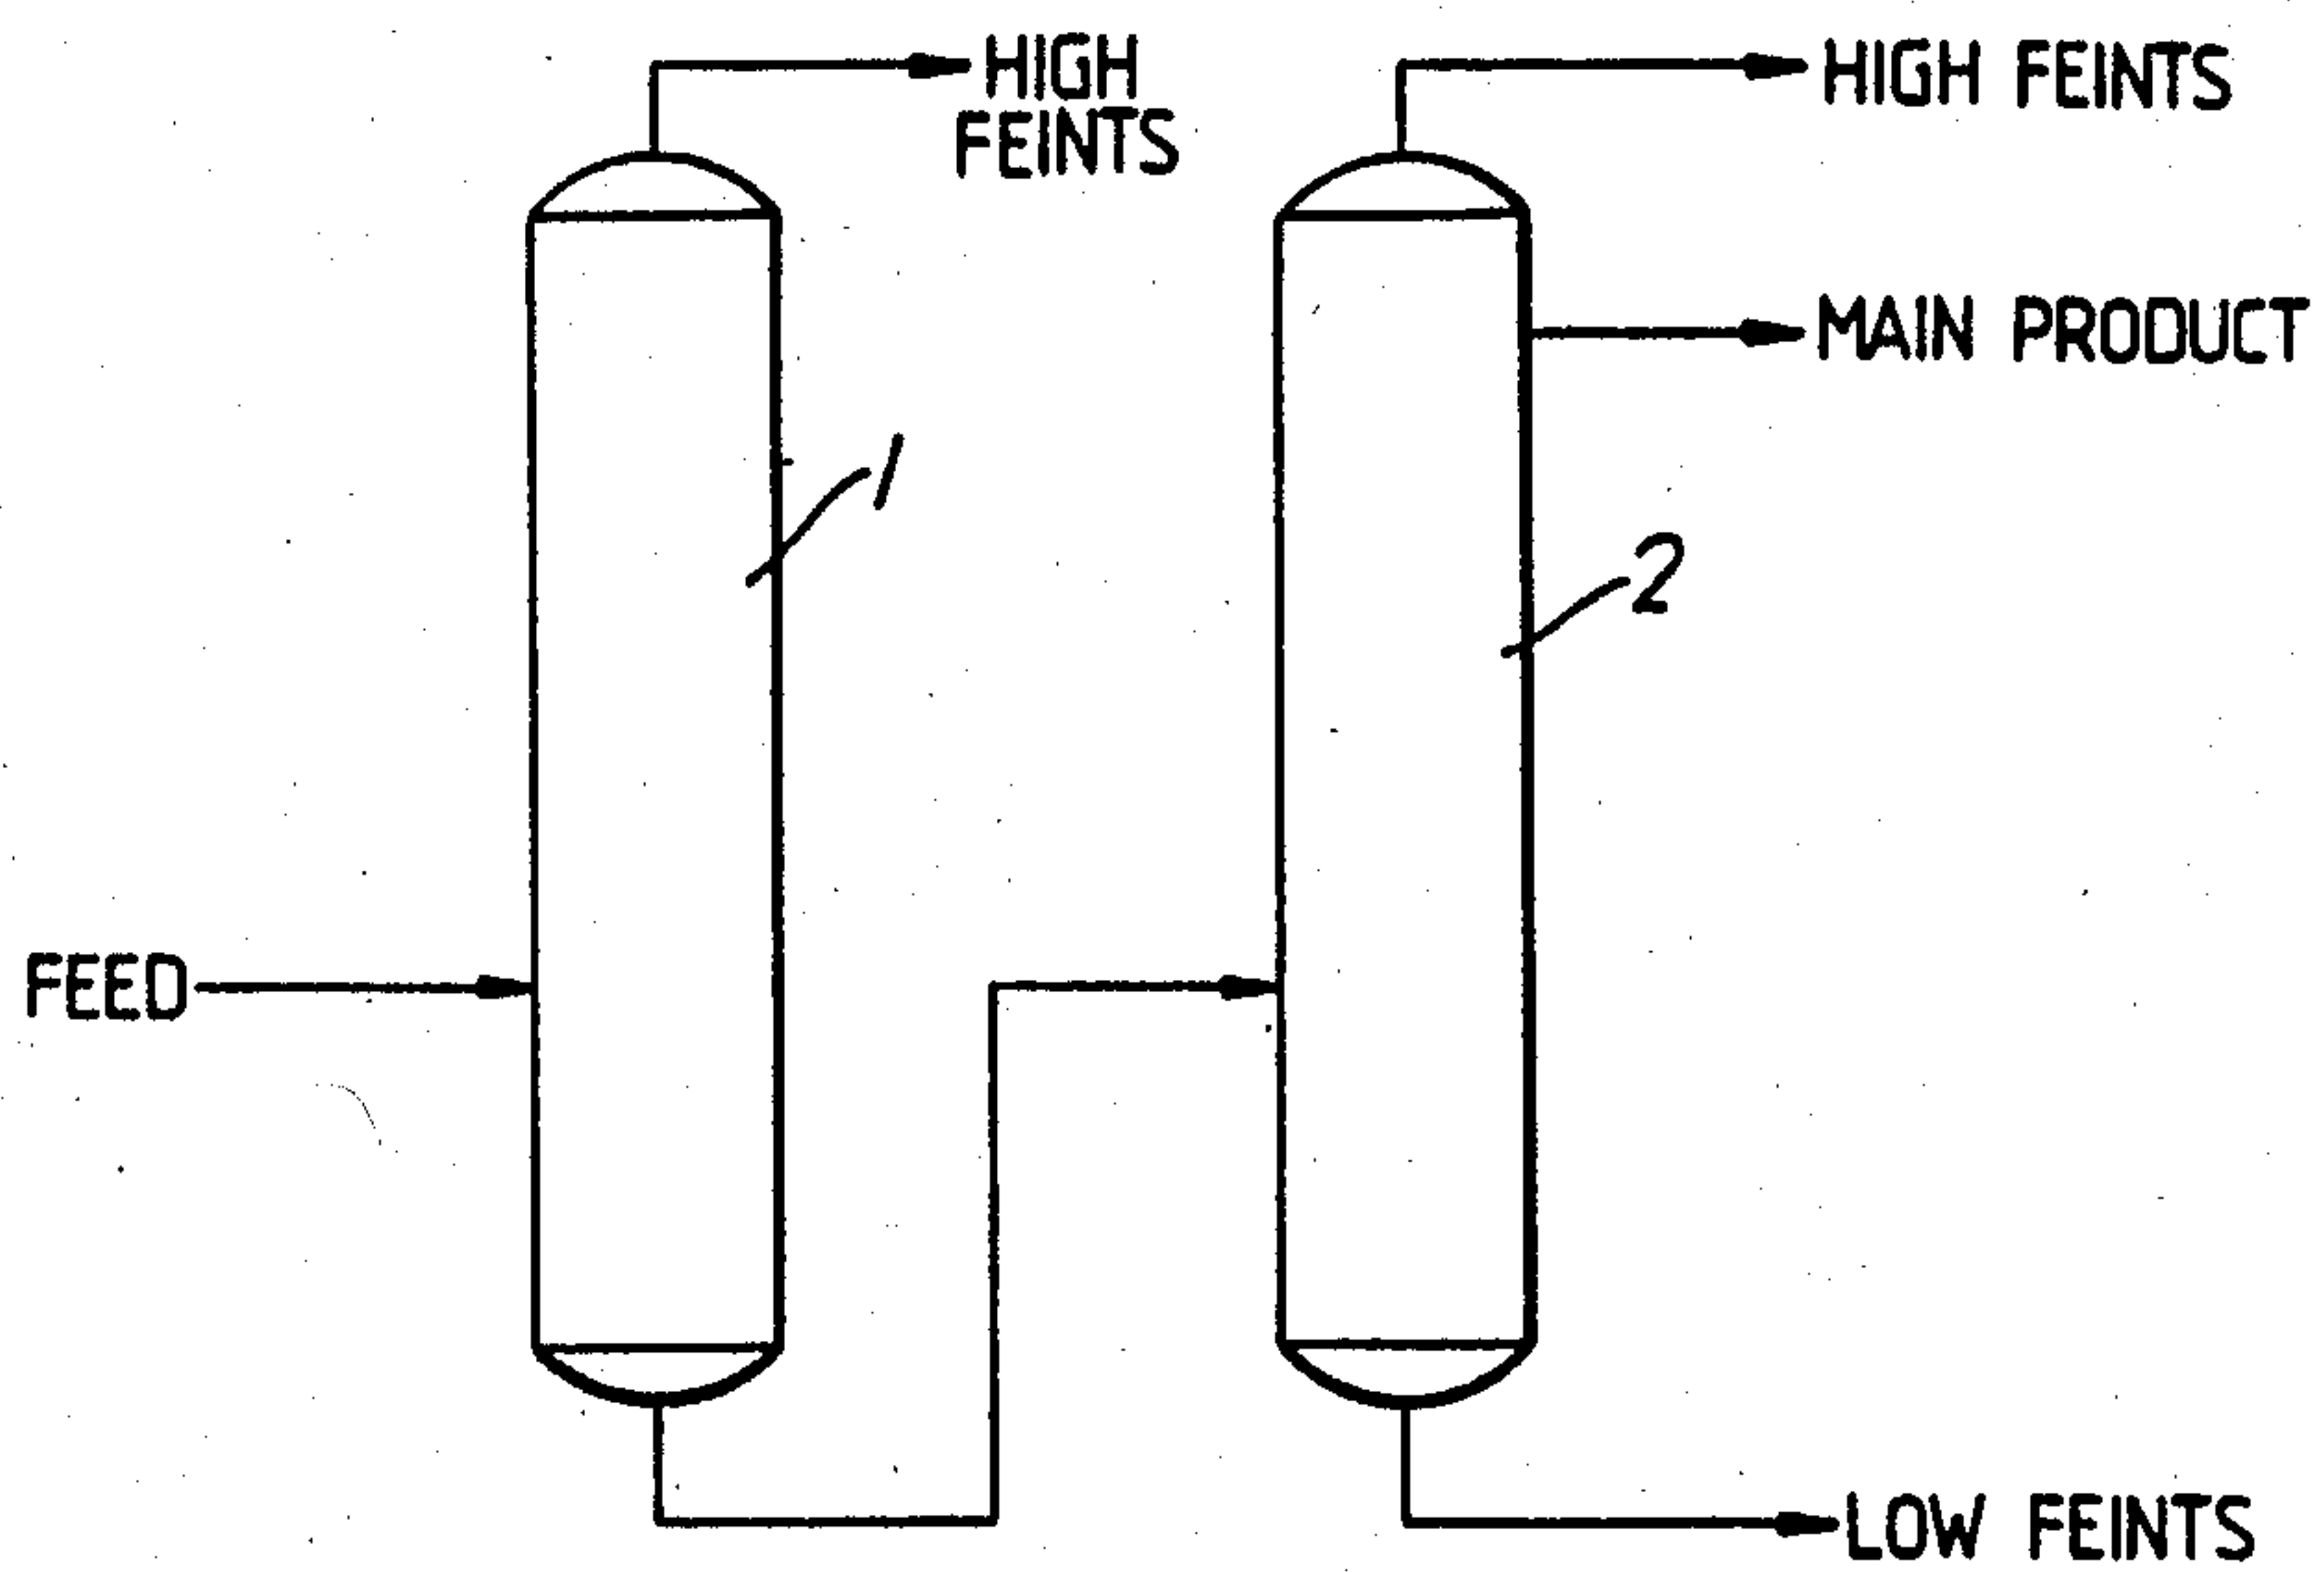 HIGH
FEINTS
HIGH FEINTS
MAIN PRODUCT
1
2
FEED
LOW FEINTS